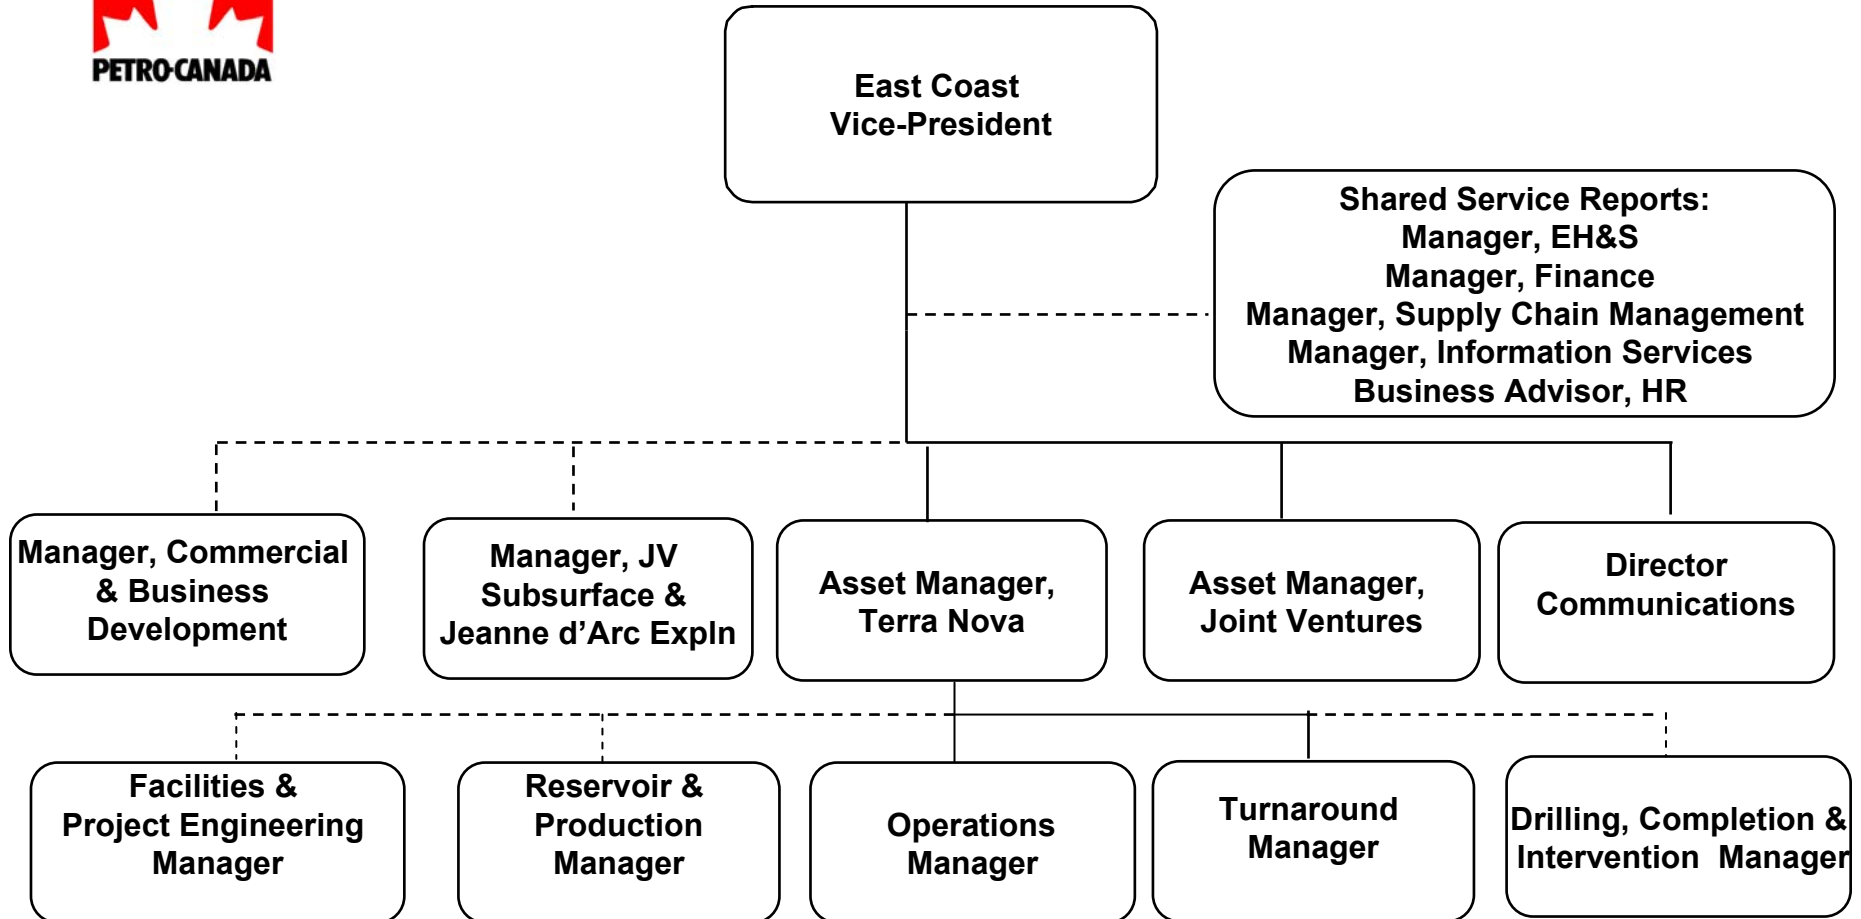 PETRO-CANADA
East Coast
Vice-President
Shared Service Reports:
Manager, EH&S
Manager, Finance
Manager, Supply Chain Management
Manager, Information Services
Business Advisor, HR
Manager, Commercial
& Business
Development
Manager, JV
Subsurface &
Jeanne d’Arc Expln
Asset Manager,
Terra Nova
Asset Manager,
Joint Ventures
Director
Communications
Facilities &
Project Engineering
Manager
Reservoir &
Production
Manager
Operations
Manager
Turnaround
Manager
Drilling, Completion &
Intervention Manager